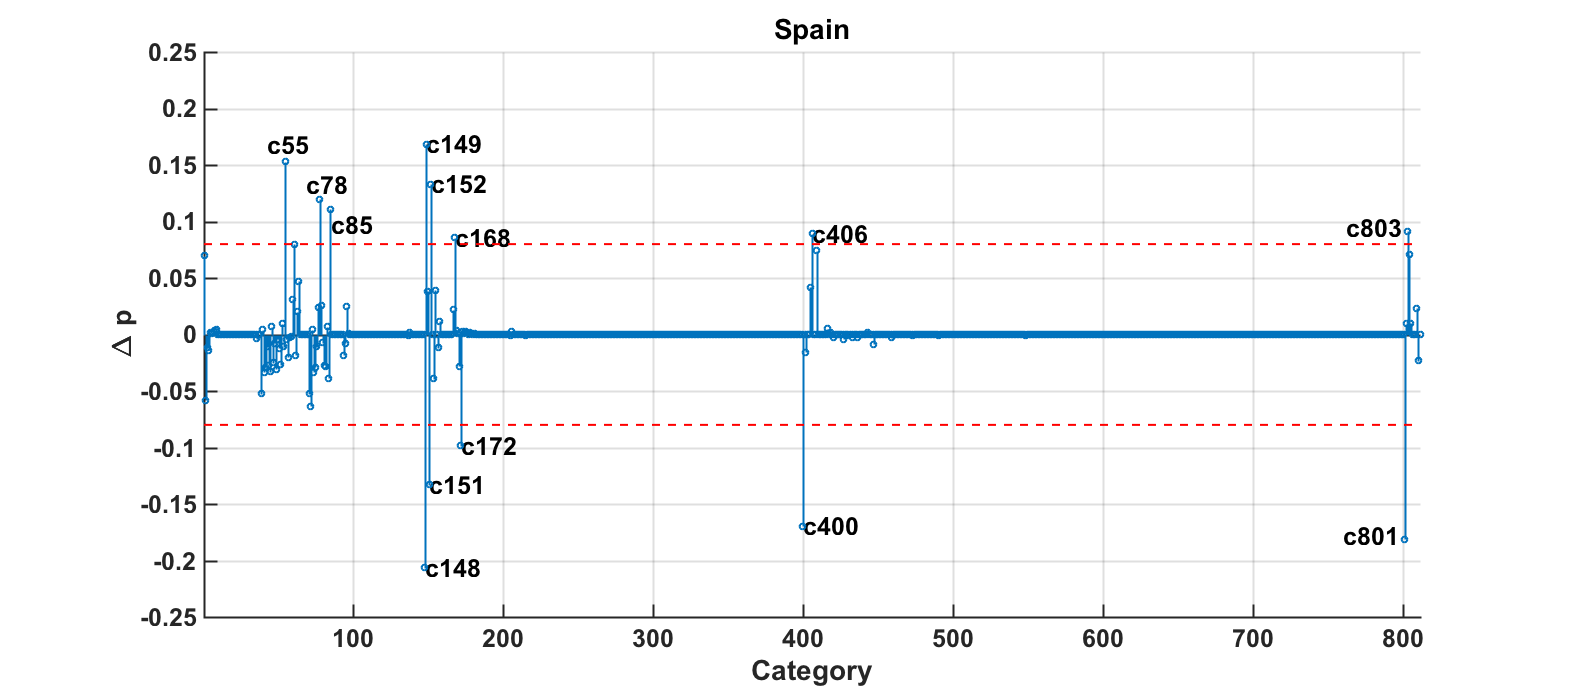 Spain
0.25
0.2
0.15
0.1
0.05
0
-0.05
-0.1
-0.15
-0.2
-0.25
Δ p
c55
c78
c85
c149
c152
c168
c172
c151
c148
c406
c400
c803
c801
100 200 300 400 500 600 700 800
Category